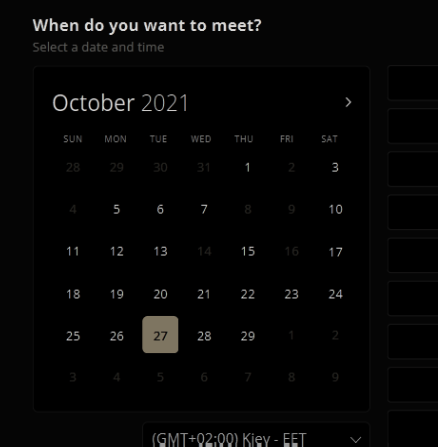 When do you want to meet?
Select a date and time
October 2021
SUN MON TUE WED THU FRI SAT
28 29 30 31 1 2 3
4 5 6 7 8 9 10
11 12 13 14 15 16 17
18 19 20 21 22 23 24
25 26 27 28 29 1 2
3 4 5 6 7 8 9
(GMT+02:00) Kiev - EET